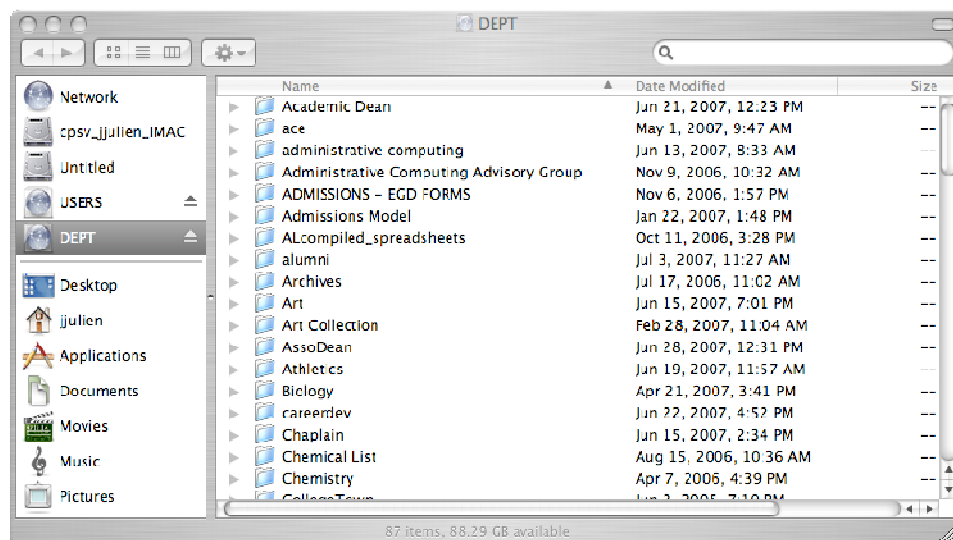 DEPT
Name Date Modified Size
Network
cpsv_jjulien_IMAC
Untitled
USERS
DEPT
Desktop
jjulien
Applications
Documents
Movies
Music
Pictures
Academic Dean Jun 21, 2007, 12:23 PM --
ace May 1, 2007, 9:47 AM --
administrative computing Jun 13, 2007, 8:33 AM --
Administrative Computing Advisory Group Nov 9, 2006, 10:32 AM --
ADMISSIONS – EGD FORMS Nov 6, 2006, 1:57 PM --
Admissions Model Jan 22, 2007, 1:48 PM --
ALcompiled_spreadsheets Oct 11, 2006, 3:28 PM --
alumni Jul 3, 2007, 11:27 AM --
Archives Jul 17, 2006, 11:02 AM --
Art Jun 15, 2007, 7:01 PM --
Art Collection Feb 28, 2007, 11:04 AM --
AssoDean Jun 28, 2007, 12:31 PM --
Athletics Jun 19, 2007, 11:57 AM --
Biology Apr 21, 2007, 3:41 PM --
careerdev Jun 22, 2007, 4:52 PM --
Chaplain Jun 15, 2007, 2:34 PM --
Chemical List Aug 15, 2006, 10:36 AM --
Chemistry Apr 7, 2006, 4:39 PM --
CollegeTown
87 items, 88.29 GB available